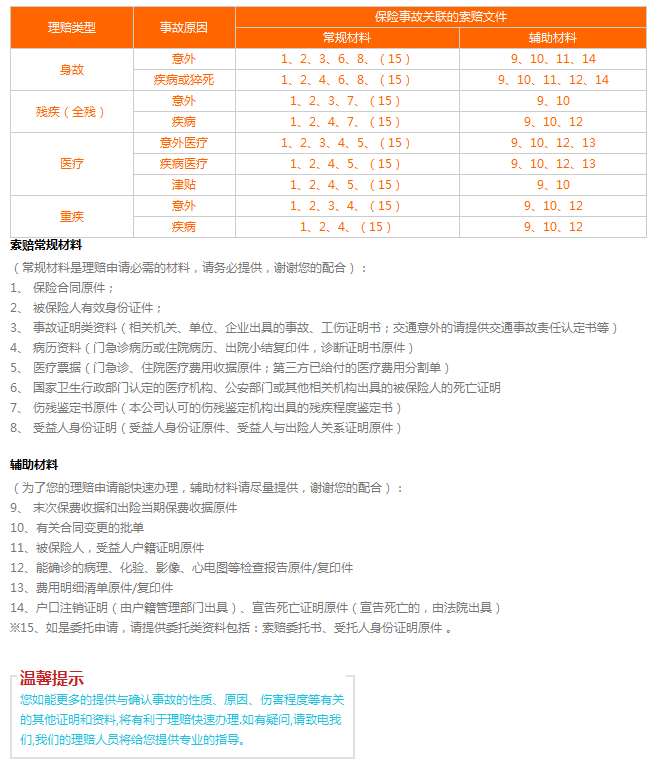 理赔类型 事故原因 保险事故关联的索赔文件
常规材料 辅助材料
身故 意外 1、2、3、6、8、（15） 9、10、11、14
疾病或猝死 1、2、4、6、8、（15） 9、10、11、12、14
残疾（全残） 意外 1、2、3、7、（15） 9、10
疾病 1、2、4、7、（15） 9、10、12
医疗 意外医疗 1、2、3、4、5、（15） 9、10、12、13
疾病医疗 1、2、4、5、（15） 9、10、12、13
津贴 1、2、4、5、（15） 9、10
重疾 意外 1、2、3、4、（15） 9、10、12
疾病 1、2、4、（15） 9、10、12
索赔常规材料
（常规材料是理赔申请必需的材料，请务必提供，谢谢您的配合）：
1、 保险合同原件；
2、 被保险人有效身份证件；
3、 事故证明类资料（相关机关、单位、企业出具的事故、工伤证明书；交通意外的请提供交通事故责任认定书等）
4、 病历资料（门急诊病历或住院病历、出院小结复印件，诊断证明书原件）
5、 医疗票据（门急诊、住院医疗费用收据原件；第三方已给付的医疗费用分割单）
6、 国家卫生行政部门认定的医疗机构、公安部门或其他相关机构出具的被保险人的死亡证明
7、 伤残鉴定书原件（本公司认可的伤残鉴定机构出具的残疾程度鉴定书）
8、 受益人身份证明（受益人身份证原件、受益人与出险人关系证明原件）
辅助材料
（为了您的理赔申请能快速办理，辅助材料请尽量提供，谢谢您的配合）：
9、 末次保费收据和出险当期保费收据原件
10、有关合同变更的批单
11、被保险人，受益人户籍证明原件
12、能确诊的病理、化验、影像、心电图等检查报告原件/复印件
13、费用明细清单原件/复印件
14、户口注销证明（由户籍管理部门出具）、宣告死亡证明原件（宣告死亡的，由法院出具）
※15、如是委托申请，请提供委托类资料包括：索赔委托书、受托人身份证明原件 。
温馨提示
您如能更多的提供与确认事故的性质、原因、伤害程度等有关
的其他证明和资料,将有利于理赔快速办理.如有疑问,请致电我
们,我们的理赔人员将给您提供专业的指导。